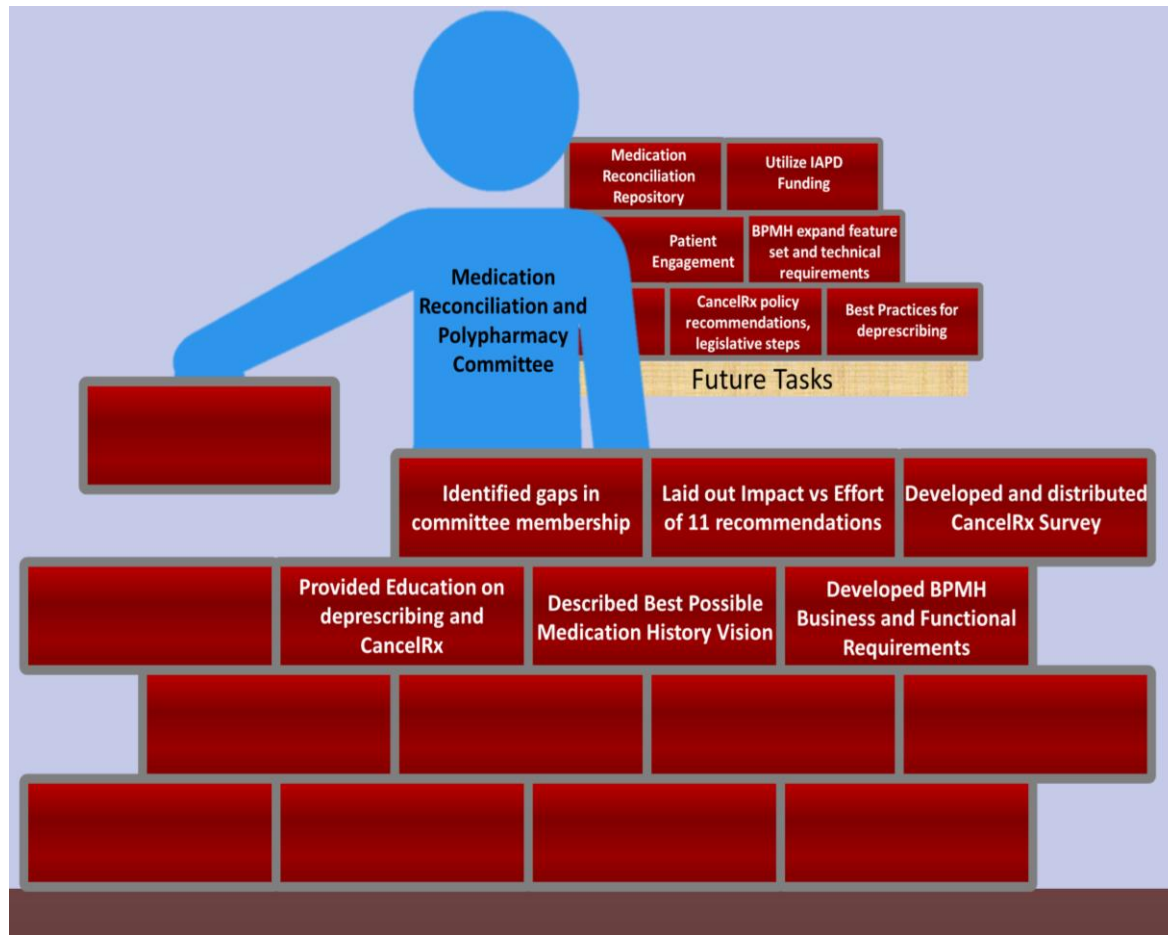 Medication
Reconciliation
Repository
Utilize IAPD
Funding
Patient
Engagement
BPMH expand feature
set and technical
requirements
CancelRx policy
recommendations,
legislative steps
Best Practices for
deprescribing
Future Tasks
Medication
Reconciliation and
Polypharmacy
Committee
Identified gaps in
committee membership
Laid out Impact vs Effort
of 11 recommendations
Developed and distributed
CancelRx Survey
Provided Education on
deprescribing and
CancelRx
Described Best Possible
Medication History Vision
Developed BPMH
Business and Functional
Requirements